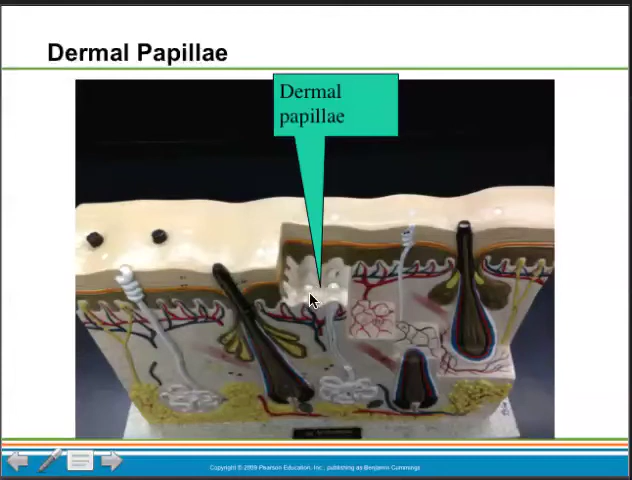 Dermal Papillae
Dermal
papillae
Copyright © 2009 Pearson Education, Inc., publishing as Benjamin Cummings